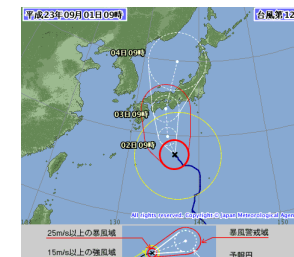 平成23年09月01日09時
台風第12
04日09時
03日09時
02日09時
All rights reserved. Copyright © Japan Meteorological Agen
130
140
25m/s以上の暴風域
暴風警戒域
15m/s以上の強風域
予報円